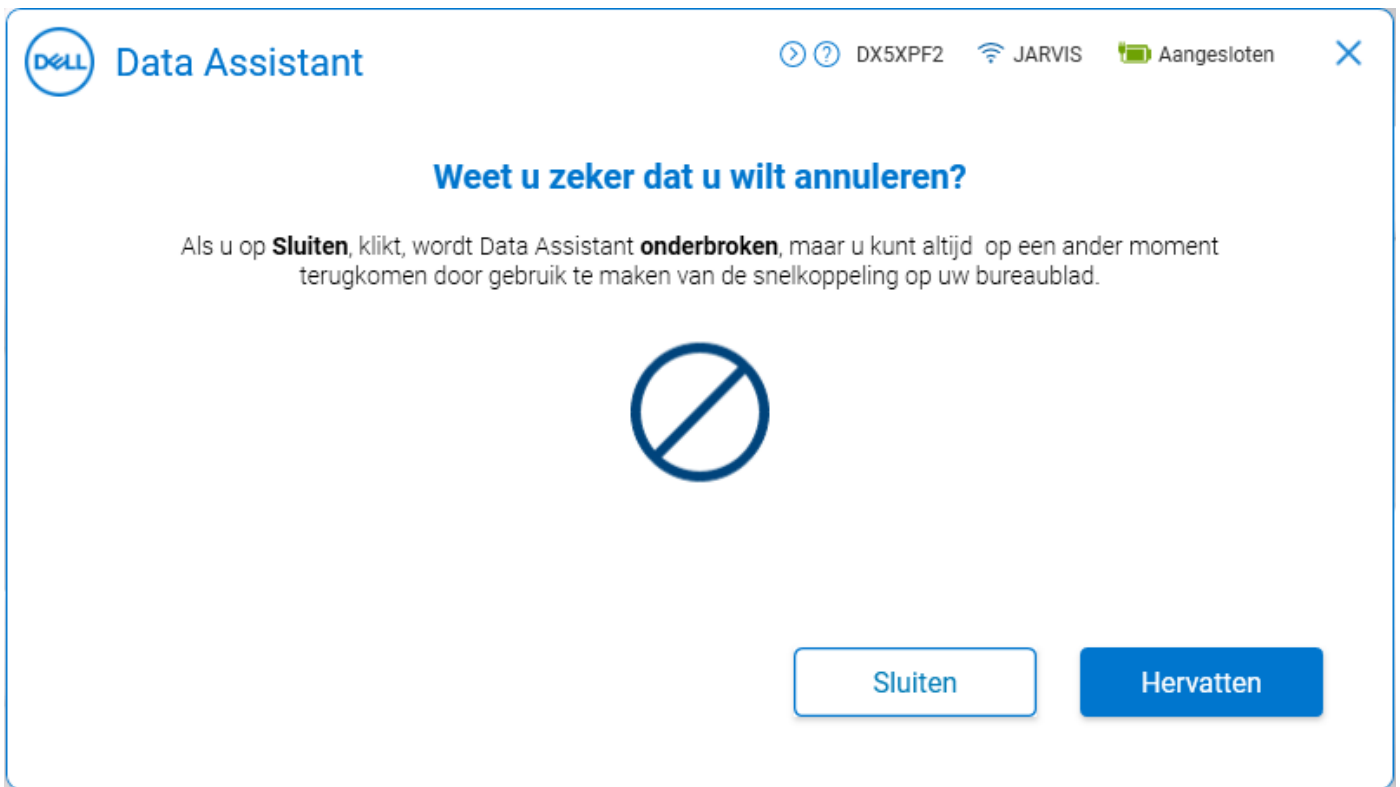 DELL Data Assistant DX5XPF2 JARVIS Aangesloten
Weet u zeker dat u wilt annuleren?
Als u op Sluiten, klikt, wordt Data Assistant onderbroken, maar u kunt altijd op een ander moment
terugkomen door gebruik te maken van de snelkoppeling op uw bureaublad.
Sluiten Hervatten